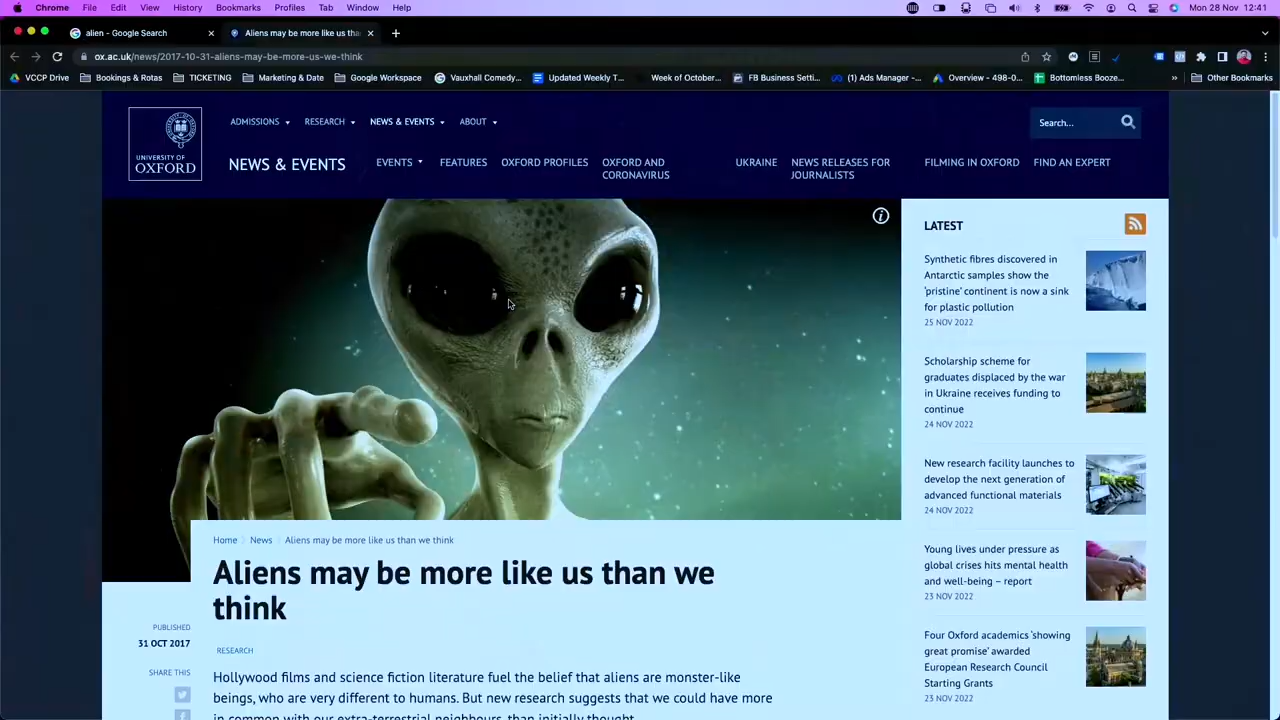 Chrome File Edit View History Bookmarks Profiles Tab Window Help Mon 28 Nov 12:41
alien - Google Search Aliens may be more like us tha
ox.ac.uk/news/2017-10-31-aliens-may-be-more-us-we-think
VCCP Drive Bookings & Rotas TICKETING Marketing & Date Google Workspace Vauxhall Comedy... Updated Weekly T... Week of October... FB Business Setti... (1) Ads Manager -... Overview - 498-0... Bottomless Booze... » Other Bookmarks
UNIVERSITY OF
OXFORD
ADMISSIONS RESEARCH NEWS & EVENTS ABOUT
Search...
NEWS & EVENTS
EVENTS FEATURES OXFORD PROFILES OXFORD AND
CORONAVIRUS
UKRAINE NEWS RELEASES FOR
JOURNALISTS
FILMING IN OXFORD FIND AN EXPERT
Home News Aliens may be more like us than we think
Aliens may be more like us than we
think
PUBLISHED
31 OCT 2017
SHARE THIS
RESEARCH
Hollywood films and science fiction literature fuel the belief that aliens are monster-like
beings, who are very different to humans. But new research suggests that we could have more
in common with our extra-terrestrial neighbours, than initially thought.
LATEST
Synthetic fibres discovered in
Antarctic samples show the
'pristine' continent is now a sink
for plastic pollution
25 NOV 2022
Scholarship scheme for
graduates displaced by the war
in Ukraine receives funding to
continue
24 NOV 2022
New research facility launches to
develop the next generation of
advanced functional materials
24 NOV 2022
Young lives under pressure as
global crises hits mental health
and well-being – report
23 NOV 2022
Four Oxford academics 'showing
great promise' awarded
European Research Council
Starting Grants
23 NOV 2022